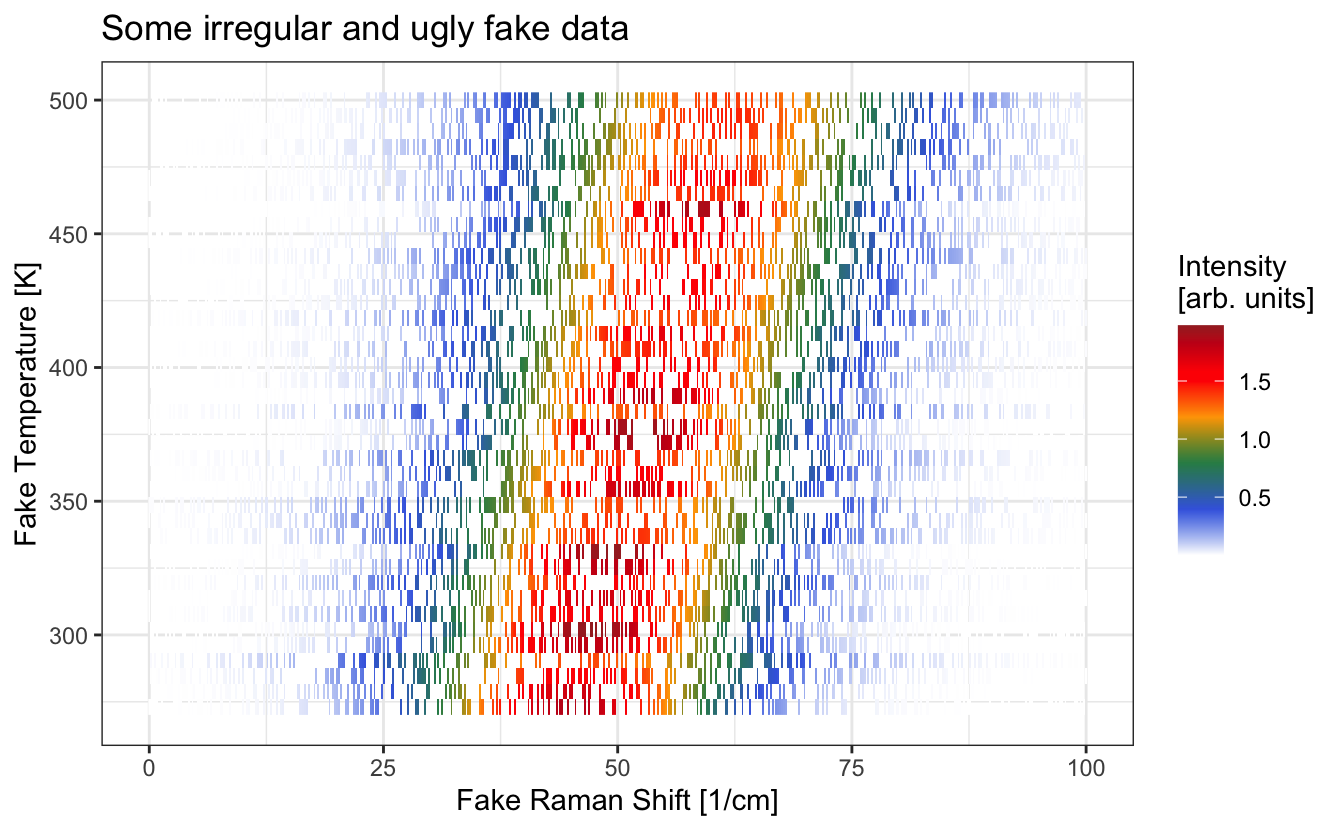 Some irregular and ugly fake data
500
450
400
350
300
Fake Temperature [K]
0 25 50 75 100
Fake Raman Shift [1/cm]
Intensity
[arb. units]
1.5
1.0
0.5